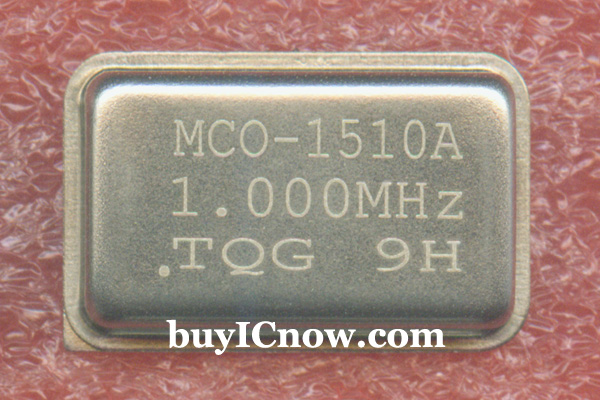 MCO-1510A
1.000MHz
.TQG 9H
buyICnow.com